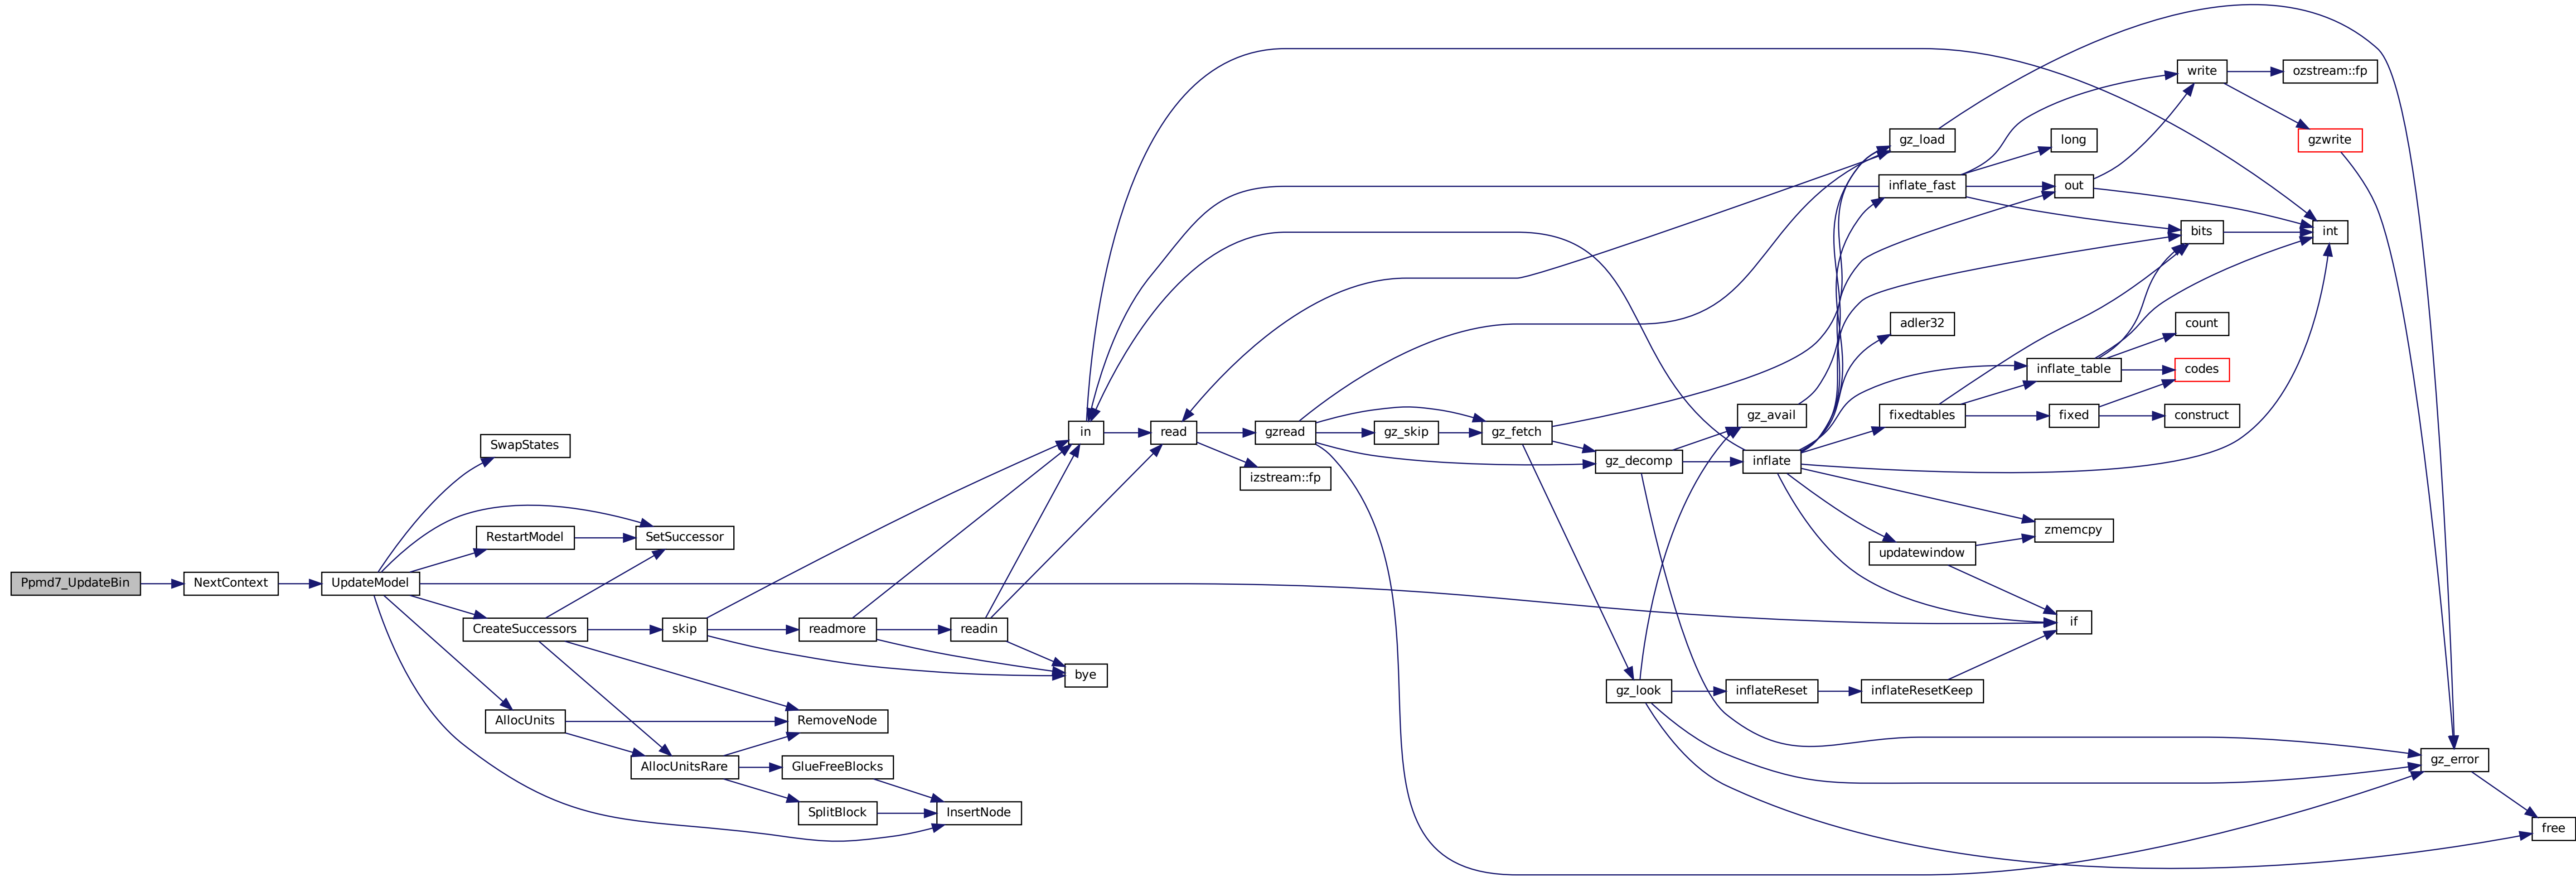 Ppmd7_UpdateBin
NextContext
UpdateModel
SwapStates
RestartModel
SetSuccessor
CreateSuccessors
AllocUnits
AllocUnitsRare
skip
readmore
readin
bye
RemoveNode
GlueFreeBlocks
SplitBlock
InsertNode
in
read
gzread
izstream::fp
gz_skip
gz_fetch
gz_decomp
gz_look
gz_avail
inflate
inflateReset
gz_load
inflate_fast
adler32
fixedtables
updatewindow
inflateResetKeep
long
out
inflate_table
fixed
zmemcpy
if
write
bits
count
codes
construct
ozstream::fp
gzwrite
int
gz_error
free